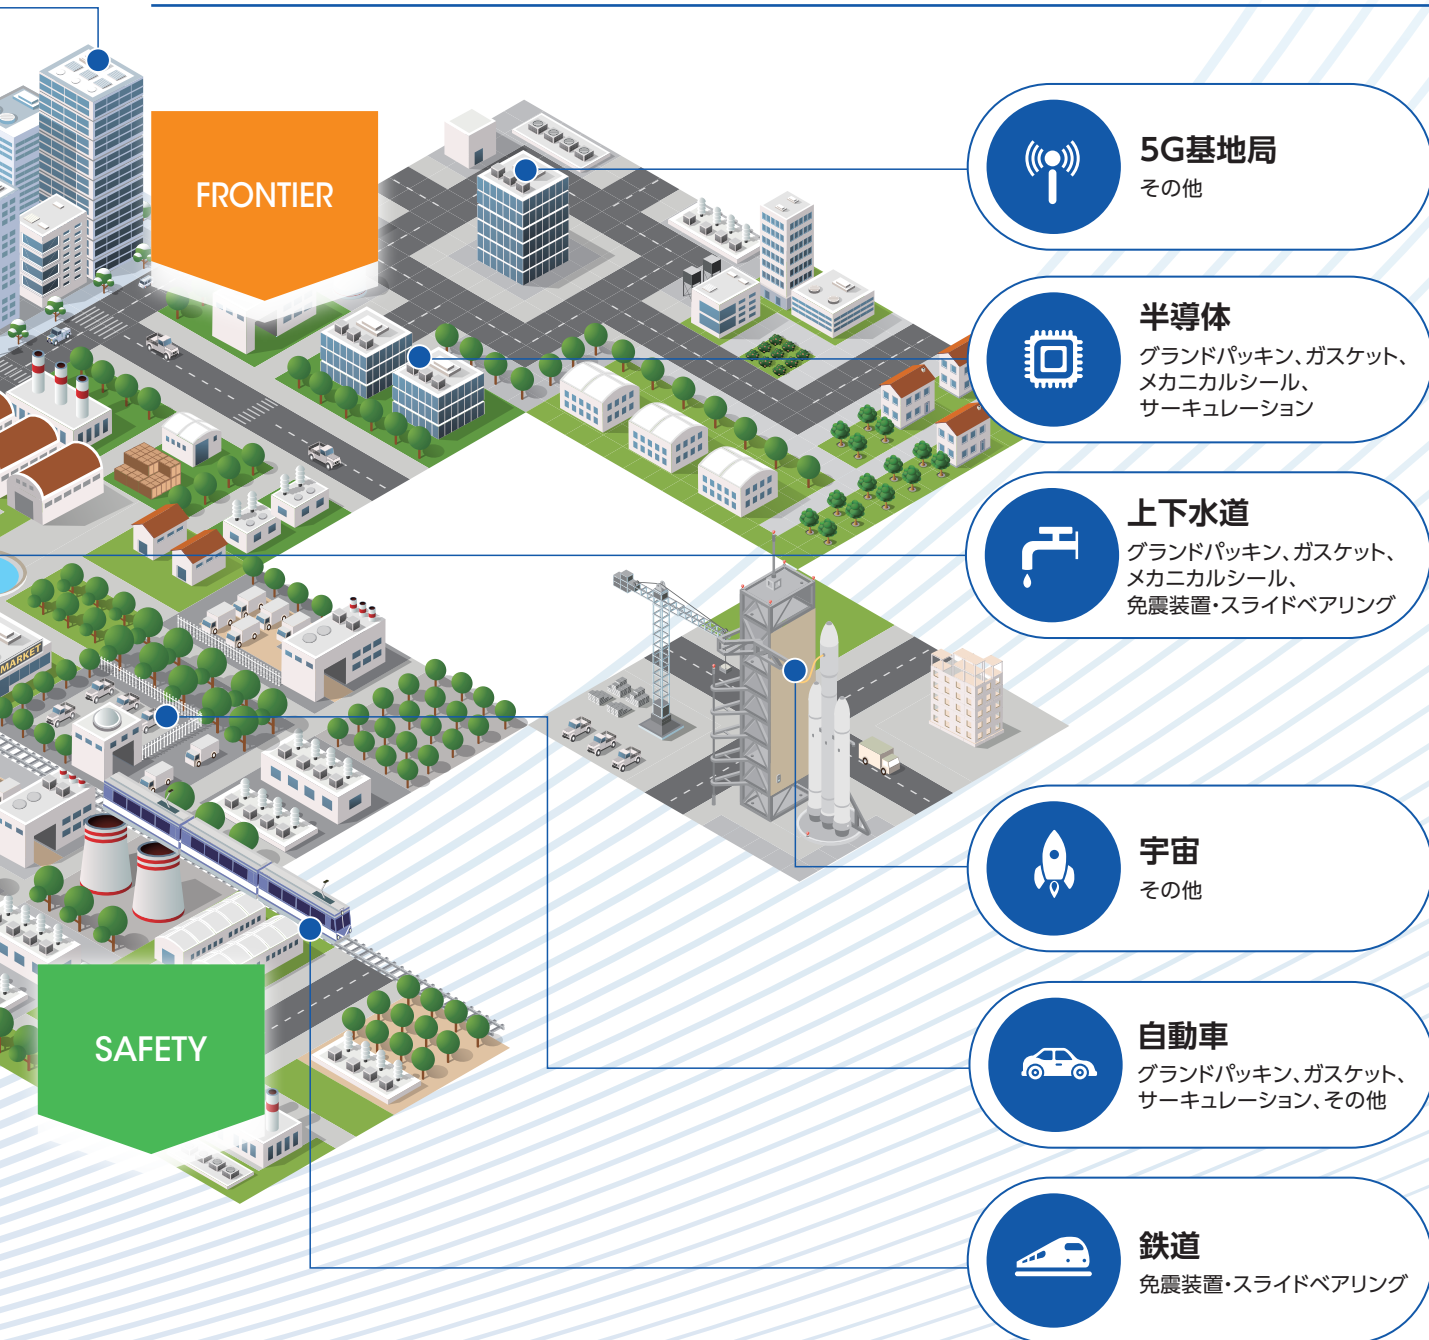 FRONTIER
5G基地局
その他
半導体
グランドパッキン、ガスケット、
メカニカルシール、
サーキュレーション
上下水道
グランドパッキン、ガスケット、
メカニカルシール、
免震装置・スライドベアリング
MARKET
宇宙
その他
自動車
グランドパッキン、ガスケット、
サーキュレーション、その他
SAFETY
鉄道
免震装置・スライドベアリング